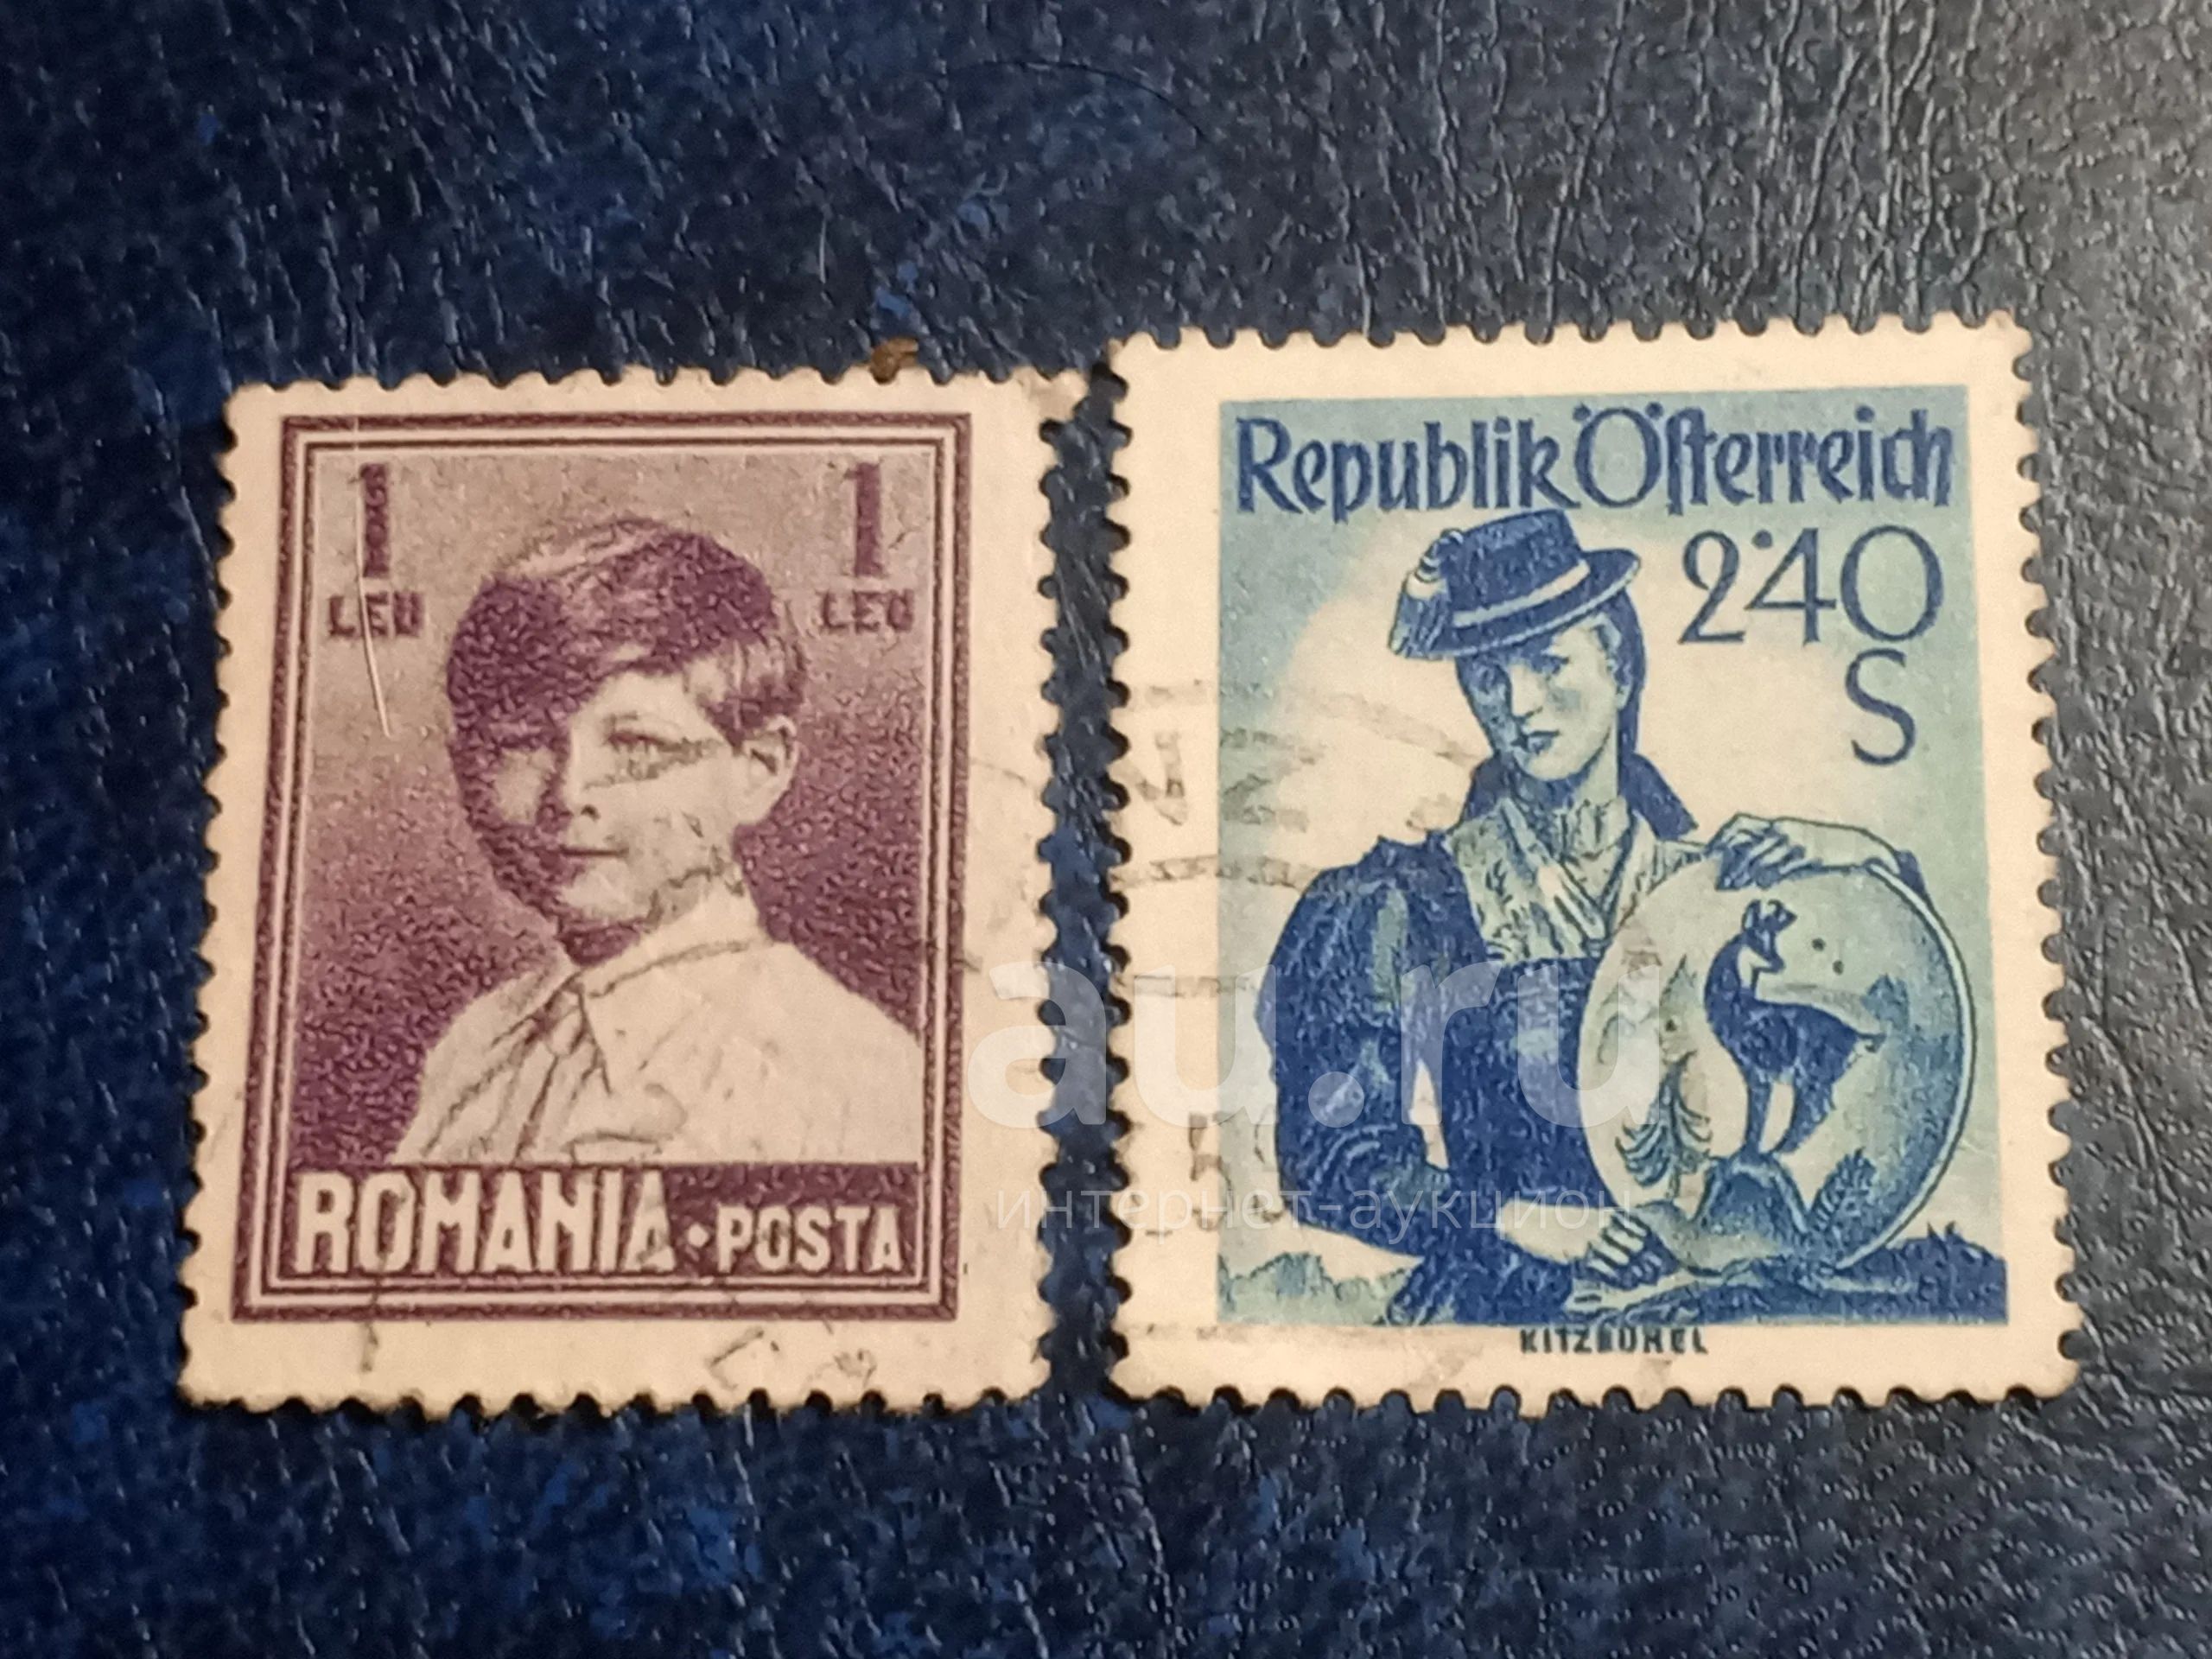 1 1
LEU LEU
ROMANIA • POSTA
Republik Österreich
2·40
S
KITZBÜHEL
au.ru
интернет-аукцион